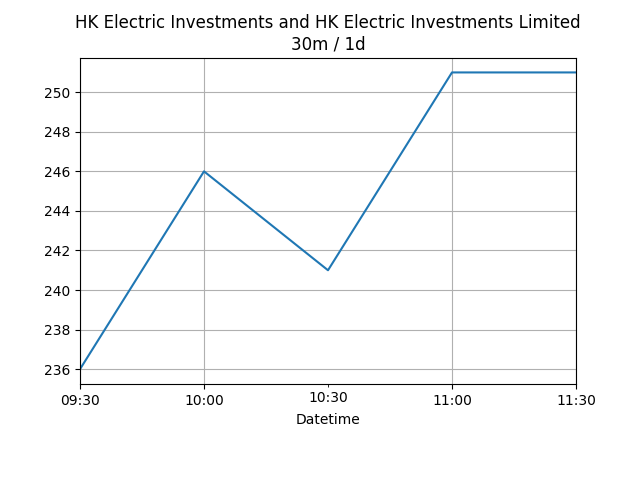 HK Electric Investments and HK Electric Investments Limited
30m / 1d
250
248
246
244
242
240
238
236
09:30 10:00 10:30 11:00 11:30
Datetime